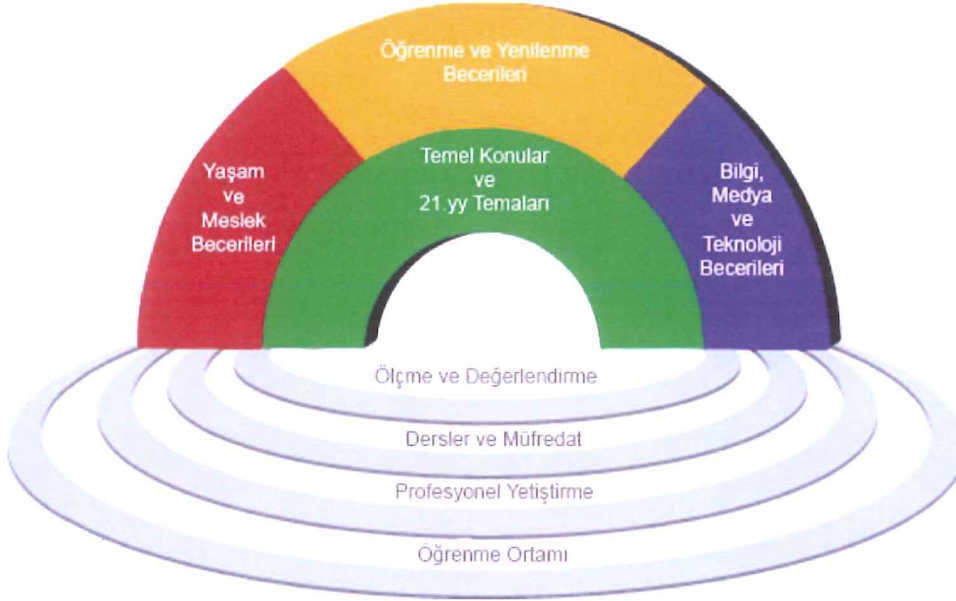 Öğrenme ve Yenilenme
Becerileri
Yaşam
ve
Meslek
Becerileri
Temel Konular
ve
21.yy Temaları
Bilgi,
Medya
ve
Teknoloji
Becerileri
Ölçme ve Değerlendirme
Dersler ve Müfredat
Profesyonel Yetiştirme
Öğrenme Ortamı